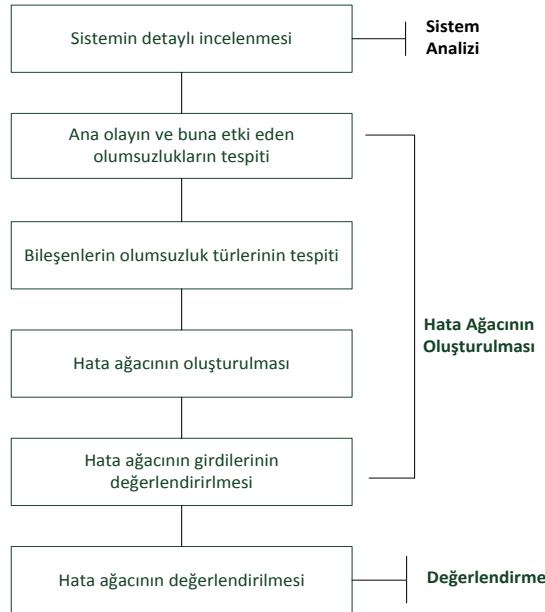 Sistemin detaylı incelenmesi
Sistem
Analizi
Ana olayın ve buna etki eden
olumsuzlukların tespiti
Bileşenlerin olumsuzluk türlerinin tespiti
Hata Ağacının
Oluşturulması
Hata ağacının oluşturulması
Hata ağacının girdilerinin
değerlendirirlmesi
Hata ağacının değerlendirilmesi
Değerlendirme